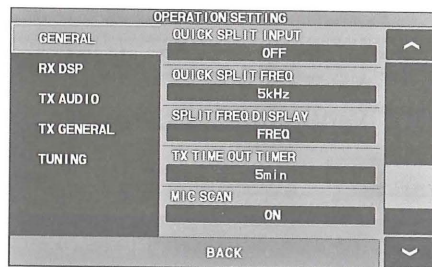 OPERATION SETTING
GENERAL
RX DSP
TX AUDIO
TX GENERAL
TUNING
QUICK SPLIT INPUT
OFF
QUICK SPLIT FREQ
5kHz
SPLIT FREQ DISPLAY
FREQ
TX TIME OUT TIMER
5min
MIC SCAN
ON
BACK